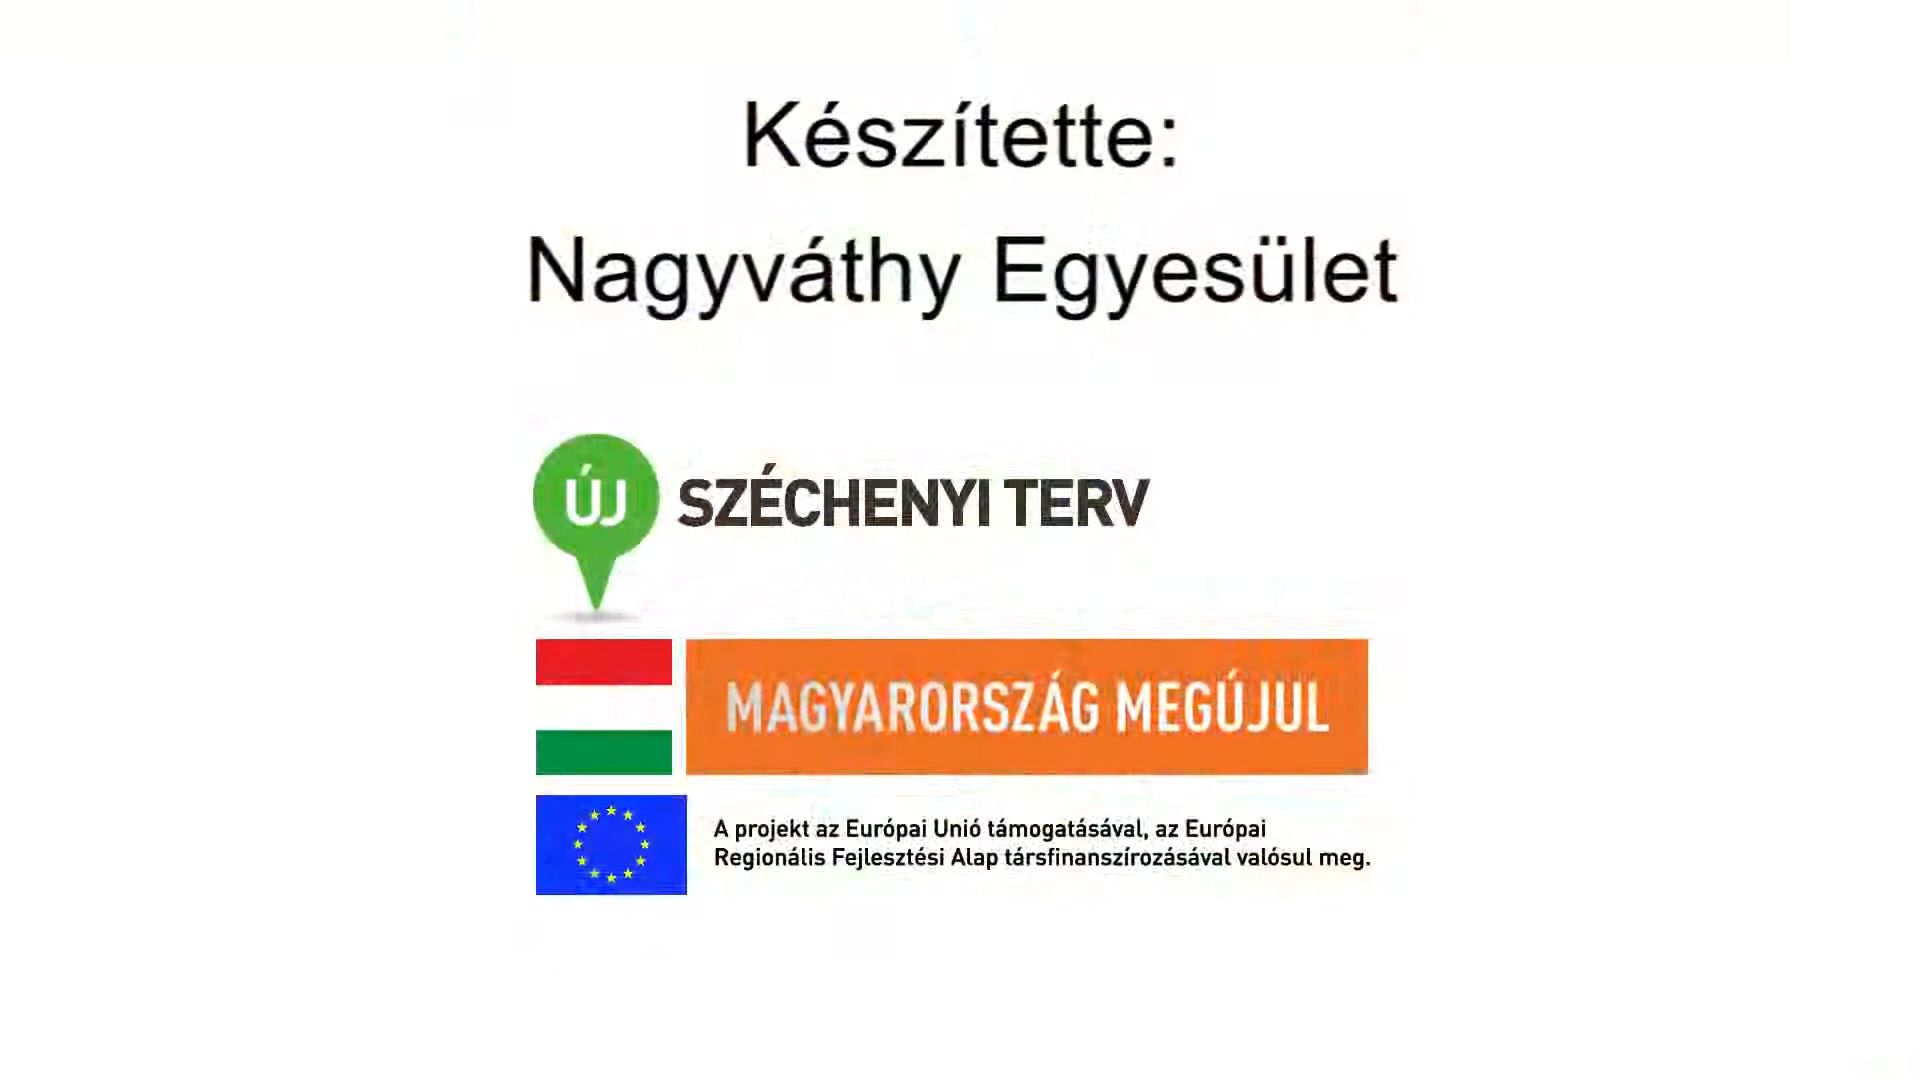 Készítette:
Nagyváthy Egyesület
ÚJ SZÉCHENYI TERV
MAGYARORSZÁG MEGÚJUL
A projekt az Európai Unió támogatásával, az Európai
Regionális Fejlesztési Alap társfinanszírozásával valósul meg.